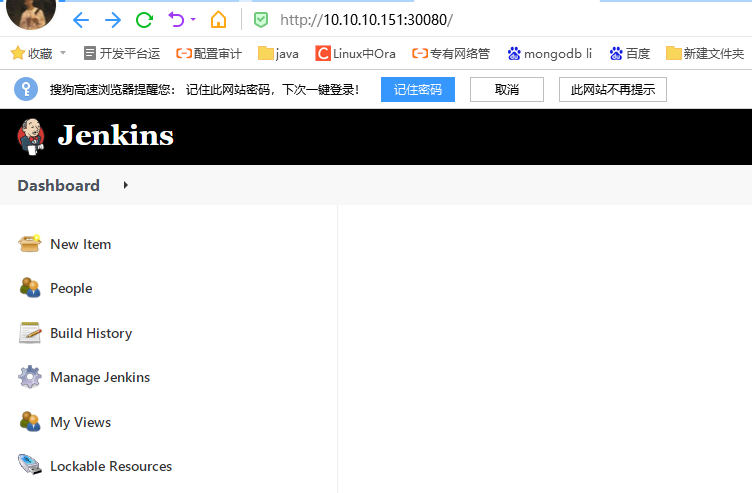 http://10.10.10.151:30080/
收藏 开发平台运 配置审计 java Linux中Ora 专有网络管 mongodb li 百度 新建文件夹
搜狗高速浏览器提醒您： 记住此网站密码，下次一键登录！ 记住密码 取消 此网站不再提示
Jenkins
Dashboard
New Item
People
Build History
Manage Jenkins
My Views
Lockable Resources